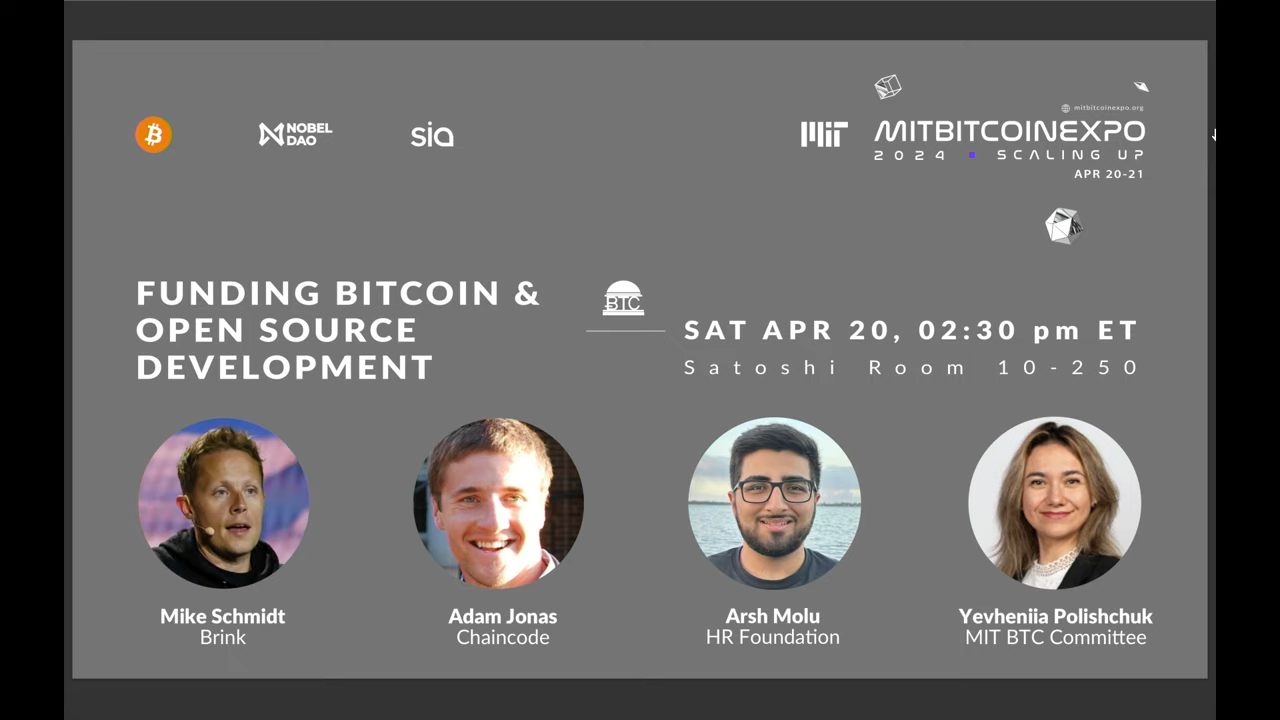 NOBEL
DAO
sia
MIT
mitbitcoinexpo.org
MITBITCOINEXPO
2024 SCALING UP
APR 20-21
FUNDING BITCOIN &
OPEN SOURCE
DEVELOPMENT
BTC
SAT APR 20, 02:30 pm ET
Satoshi Room 10-250
Mike Schmidt
Brink
Adam Jonas
Chaincode
Arsh Molu
HR Foundation
Yevheniia Polishchuk
MIT BTC Committee